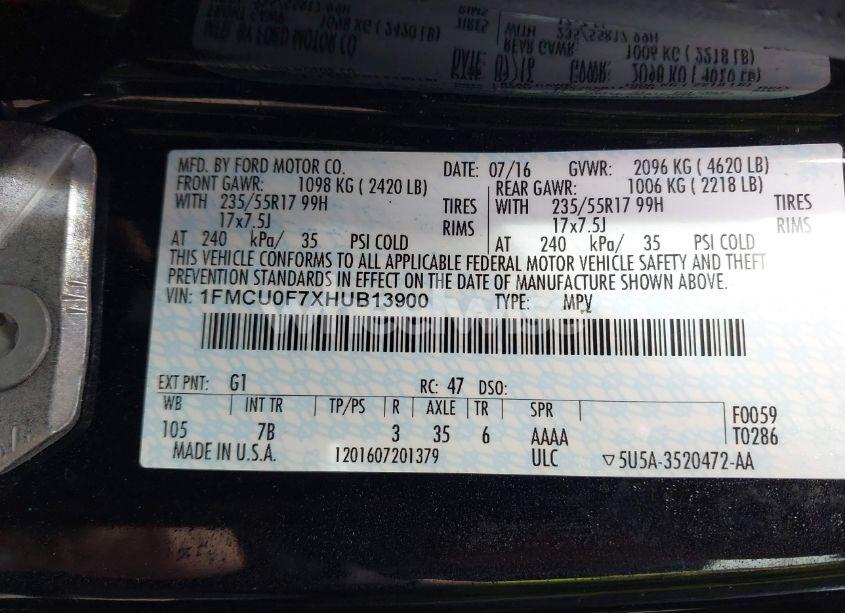 MFD. BY FORD MOTOR CO. DATE: 07/16 GVWR: 2096 KG ( 4620 LB)
FRONT GAWR: 1098 KG ( 2420 LB) REAR GAWR: 1006 KG ( 2218 LB)
WITH 235/55R17 99H TIRES WITH 235/55R17 99H TIRES
17x7.5J RIMS 17x7.5J RIMS
AT 240 kPa/ 35 PSI COLD AT 240 kPa/ 35 PSI COLD
THIS VEHICLE CONFORMS TO ALL APPLICABLE FEDERAL MOTOR VEHICLE SAFETY AND THEFT
PREVENTION STANDARDS IN EFFECT ON THE DATE OF MANUFACTURE SHOWN ABOVE.
VIN: 1FMCU0F7XHUB13900 TYPE: MPV
wheelwise
EXT PNT: G1 RC: 47 DSO:
WB INT TR TP/PS R AXLE TR SPR F0059
105 7B 3 35 6 AAAA T0286
MADE IN U.S.A. 1201607201379 ULC ▽5U5A-3520472-AA